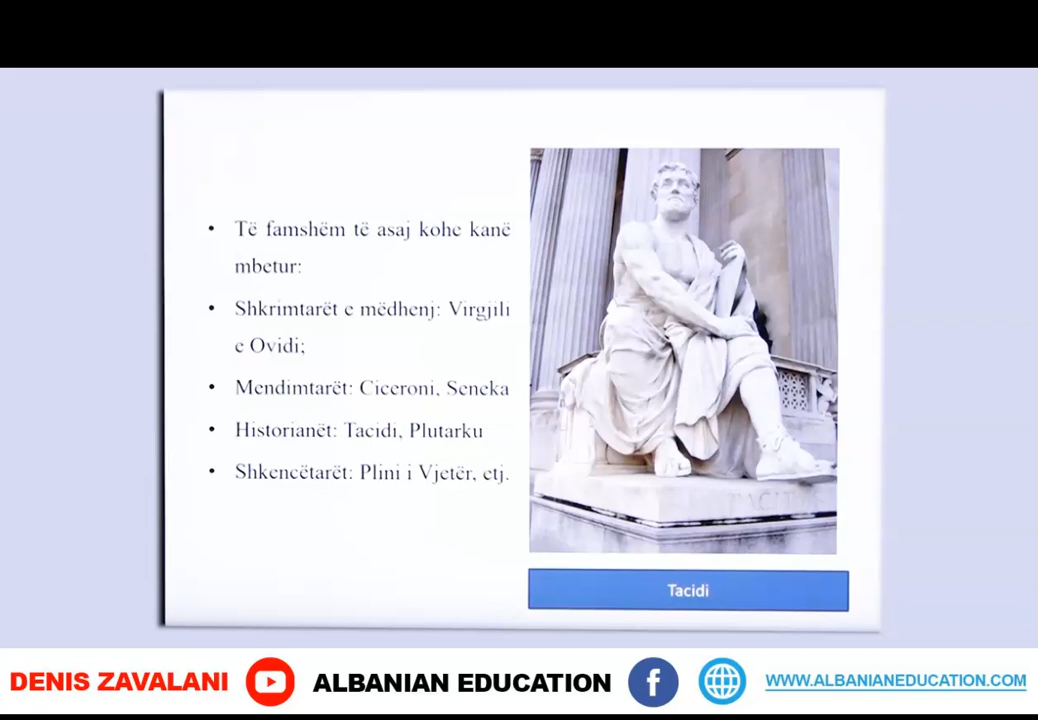 • Të famshëm të asaj kohe kanë
mbetur:
• Shkrimtarët e mëdhenj: Virgjili
e Ovidi;
• Mendimtarët: Ciceroni, Seneka
• Historianët: Tacidi, Plutarku
• Shkencëtarët: Plini i Vjetër, etj.
TACITUS
Tacidi
DENIS ZAVALANI
ALBANIAN EDUCATION
f
WWW.ALBANIANEDUCATION.COM